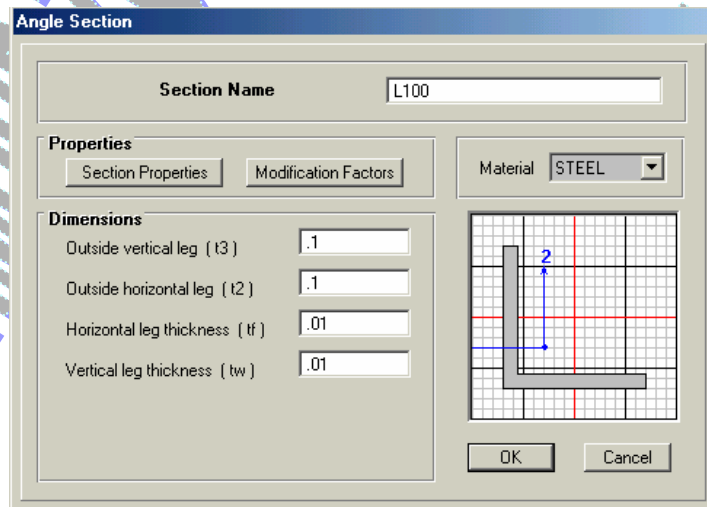 Angle Section
Section Name L100
Properties
Section Properties Modification Factors
Material STEEL
Dimensions
Outside vertical leg ( t3 ) .1
Outside horizontal leg ( t2 ) .1
Horizontal leg thickness ( tf ) .01
Vertical leg thickness ( tw ) .01
2
OK Cancel